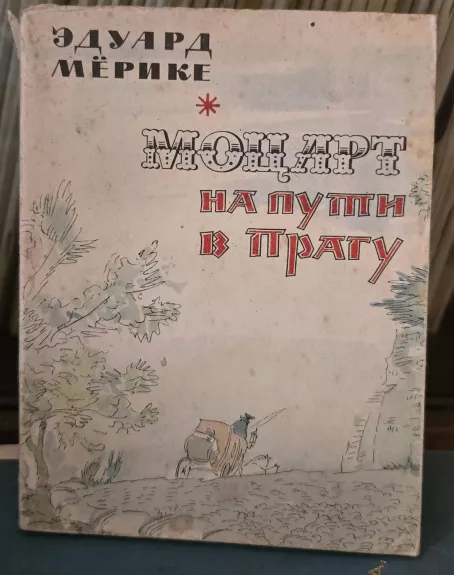 ЭДУАРД
МЁРИКЕ
МОЦАРТ
НА ПУТИ
В ПРАГУ